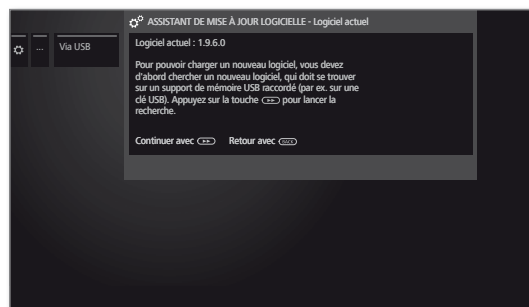 ASSISTANT DE MISE À JOUR LOGICIELLE - Logiciel actuel
... Via USB
Logiciel actuel : 1.9.6.0
Pour pouvoir charger un nouveau logiciel, vous devez
d'abord chercher un nouveau logiciel, qui doit se trouver
sur un support de mémoire USB raccordé (par ex. sur une
clé USB). Appuyez sur la touche pour lancer la
recherche.
Continuer avec Retour avec BACK